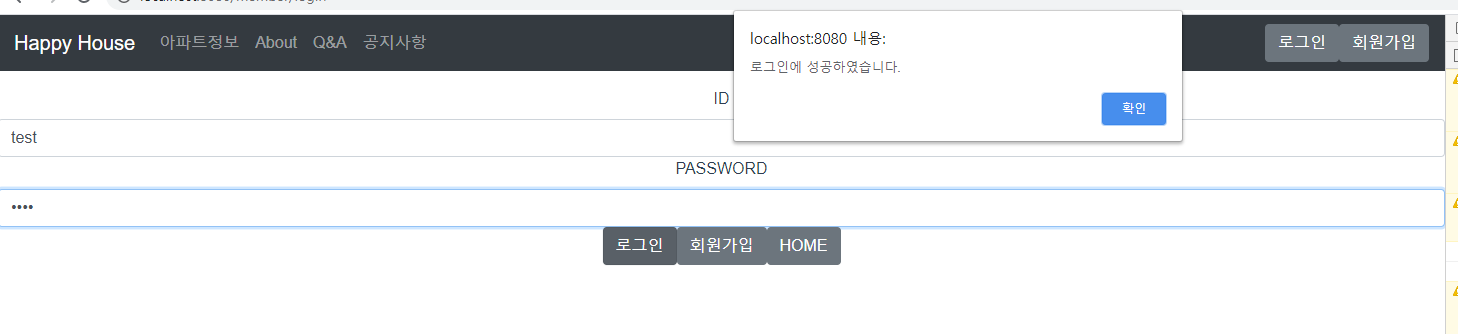 Happy House 아파트정보 About Q&A 공지사항 로그인 회원가입
localhost:8080 내용:
로그인에 성공하였습니다.
확인
ID
test
PASSWORD
••••
로그인 회원가입 HOME